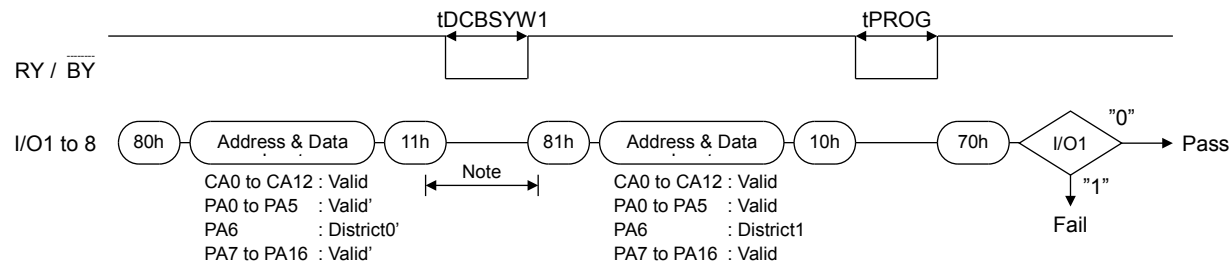 tDCBSYW1 tPROG
RY / BY
I/O1 to 8 80h Address & Data 11h 81h Address & Data 10h 70h I/O1 "0" Pass
Note "1"
Fail
CA0 to CA12 : Valid
PA0 to PA5 : Valid'
PA6 : District0'
PA7 to PA16 : Valid'
CA0 to CA12 : Valid
PA0 to PA5 : Valid
PA6 : District1
PA7 to PA16 : Valid